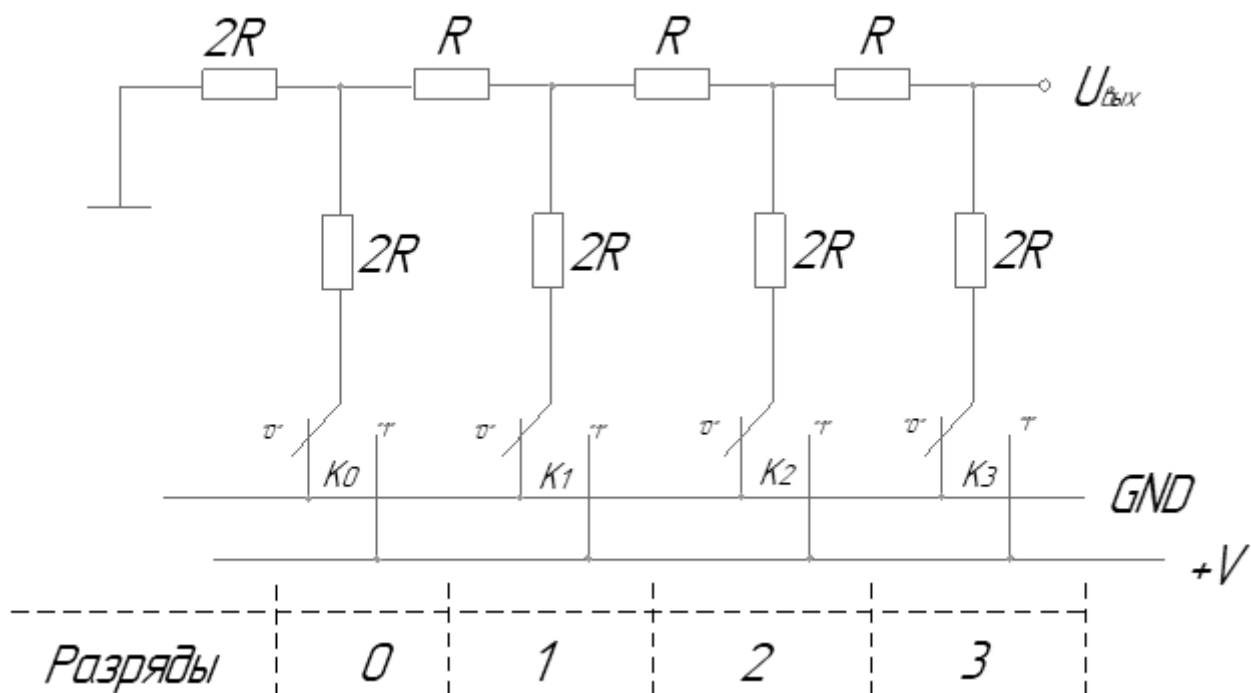 2R R R R
Uвых
2R 2R 2R 2R
"0" "1" "0" "1" "0" "1" "0" "1"
K0 K1 K2 K3
GND
+V
Разряды 0 1 2 3